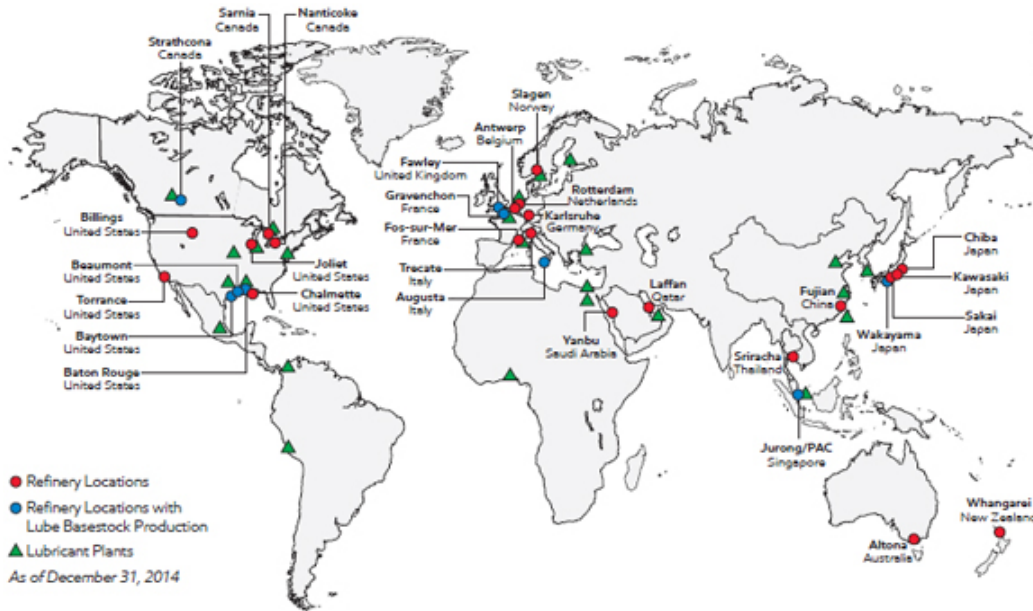 Sarnia
Canada
Nanticoke
Canada
Strathcona
Canada
Slagen
Norway
Antwerp
Belgium
Fawley
United Kingdom
Rotterdam
Netherlands
Gravenchon
France
Karlsruhe
Germany
Fos-sur-Mer
France
Billings
United States
Joliet
United States
Beaumont
United States
Chalmette
United States
Torrance
United States
Baytown
United States
Baton Rouge
United States
Trecate
Italy
Augusta
Italy
Laffan
Qatar
Yanbu
Saudi Arabia
Chiba
Japan
Kawasaki
Japan
Fujian
China
Sakai
Japan
Wakayama
Japan
Sriracha
Thailand
Jurong/PAC
Singapore
Whangarei
New Zealand
Altona
Australia
Refinery Locations
Refinery Locations with
Lube Basestock Production
Lubricant Plants
As of December 31, 2014